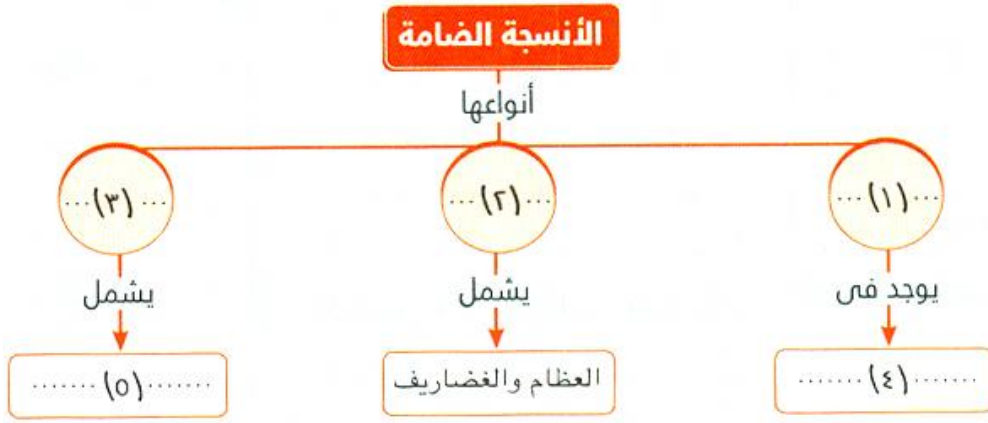 الأنسجة الضامة
أنواعها
...(١)...
...(٢)...
...(٣)...
يوجد فى
يشمل
يشمل
.......(٤).......
العظام والغضاريف
.......(٥).......